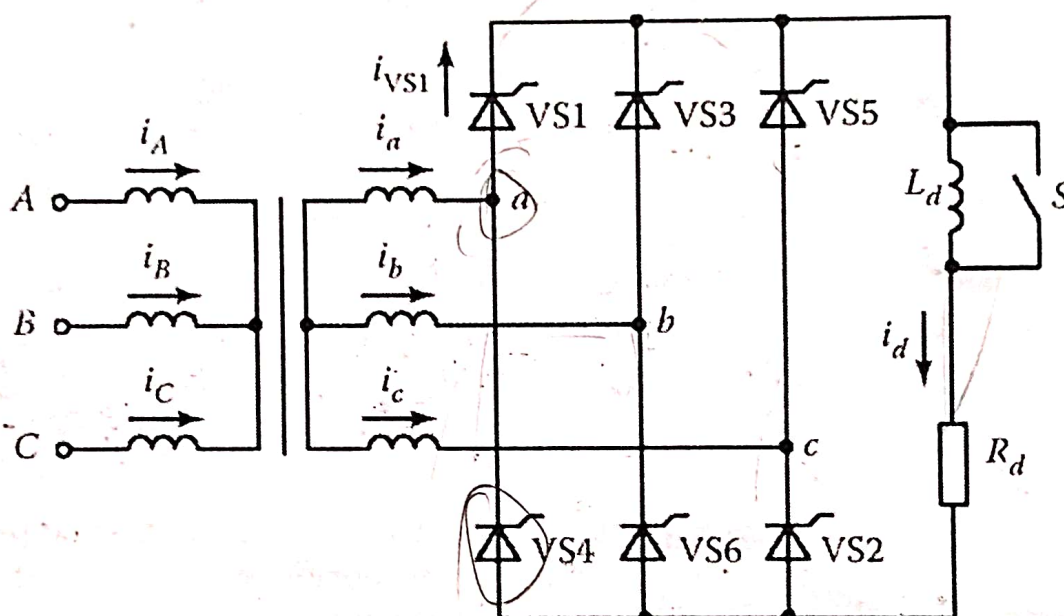 i_VS1 VS1 VS3 VS5
i_A i_a
A a L_d S
i_B i_b
B b
i_d
i_C i_c
C c R_d
VS4 VS6 VS2